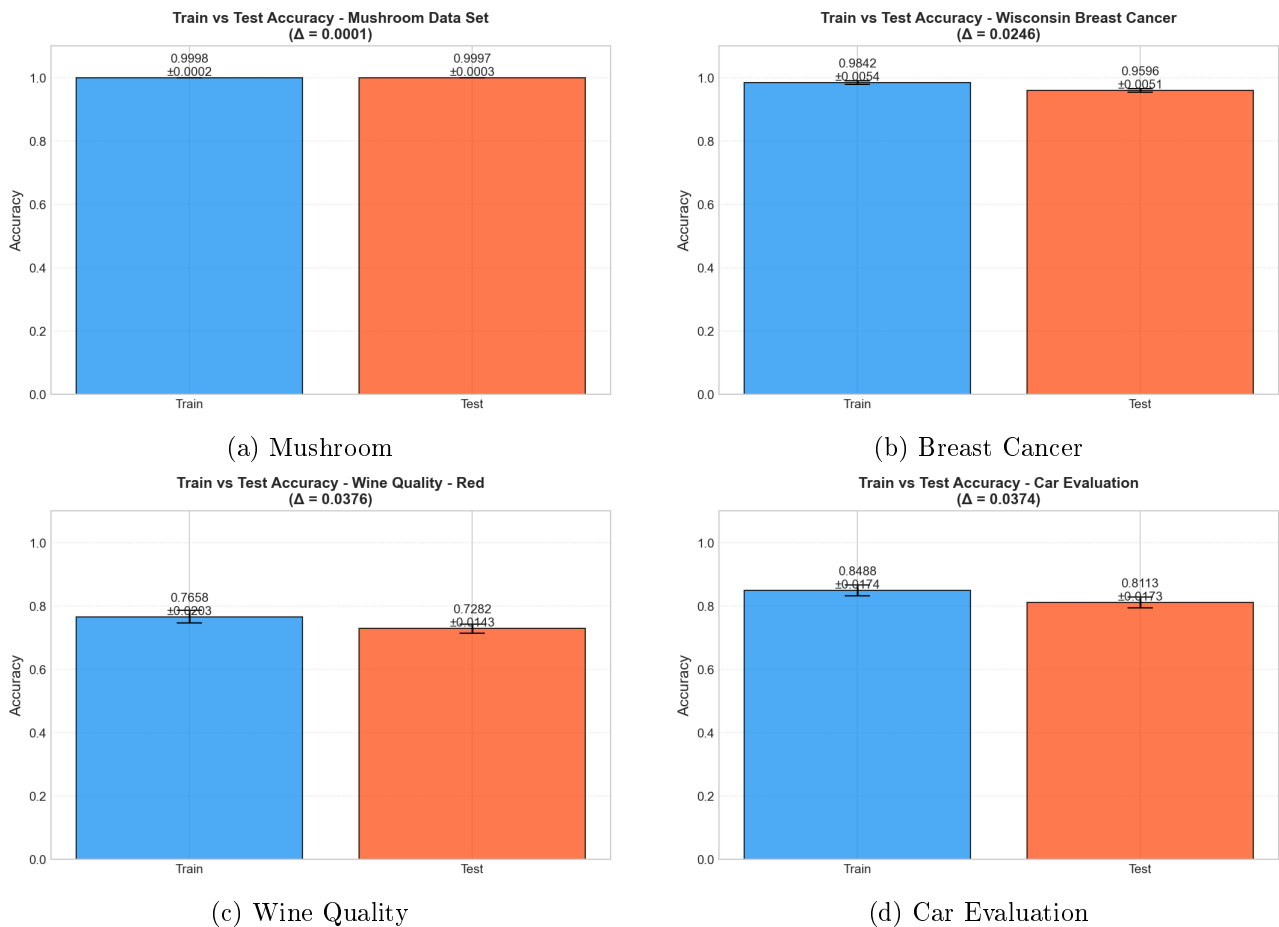 Train vs Test Accuracy - Mushroom Data Set
(Δ = 0.0001)
0.9998
±0.0002
0.9997
±0.0003
1.0
0.8
0.6
0.4
0.2
0.0
Accuracy
Train
Test
(a) Mushroom
Train vs Test Accuracy - Wisconsin Breast Cancer
(Δ = 0.0246)
0.9842
±0.0054
0.9596
±0.0051
1.0
0.8
0.6
0.4
0.2
0.0
Accuracy
Train
Test
(b) Breast Cancer
Train vs Test Accuracy - Wine Quality - Red
(Δ = 0.0376)
0.7658
±0.0203
0.7282
±0.0143
1.0
0.8
0.6
0.4
0.2
0.0
Accuracy
Train
Test
(c) Wine Quality
Train vs Test Accuracy - Car Evaluation
(Δ = 0.0374)
0.8488
±0.0174
0.8113
±0.0173
1.0
0.8
0.6
0.4
0.2
0.0
Accuracy
Train
Test
(d) Car Evaluation